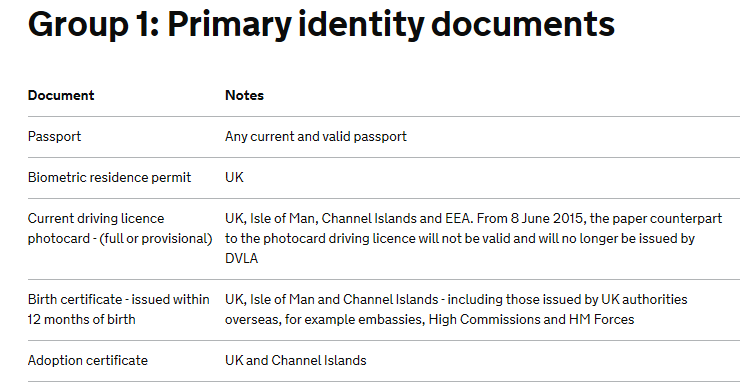 Group 1: Primary identity documents
Document Notes
Passport Any current and valid passport
Biometric residence permit UK
Current driving licence UK, Isle of Man, Channel Islands and EEA. From 8 June 2015, the paper counterpart
photocard - (full or provisional) to the photocard driving licence will not be valid and will no longer be issued by
DVLA
Birth certificate - issued within UK, Isle of Man and Channel Islands - including those issued by UK authorities
12 months of birth overseas, for example embassies, High Commissions and HM Forces
Adoption certificate UK and Channel Islands